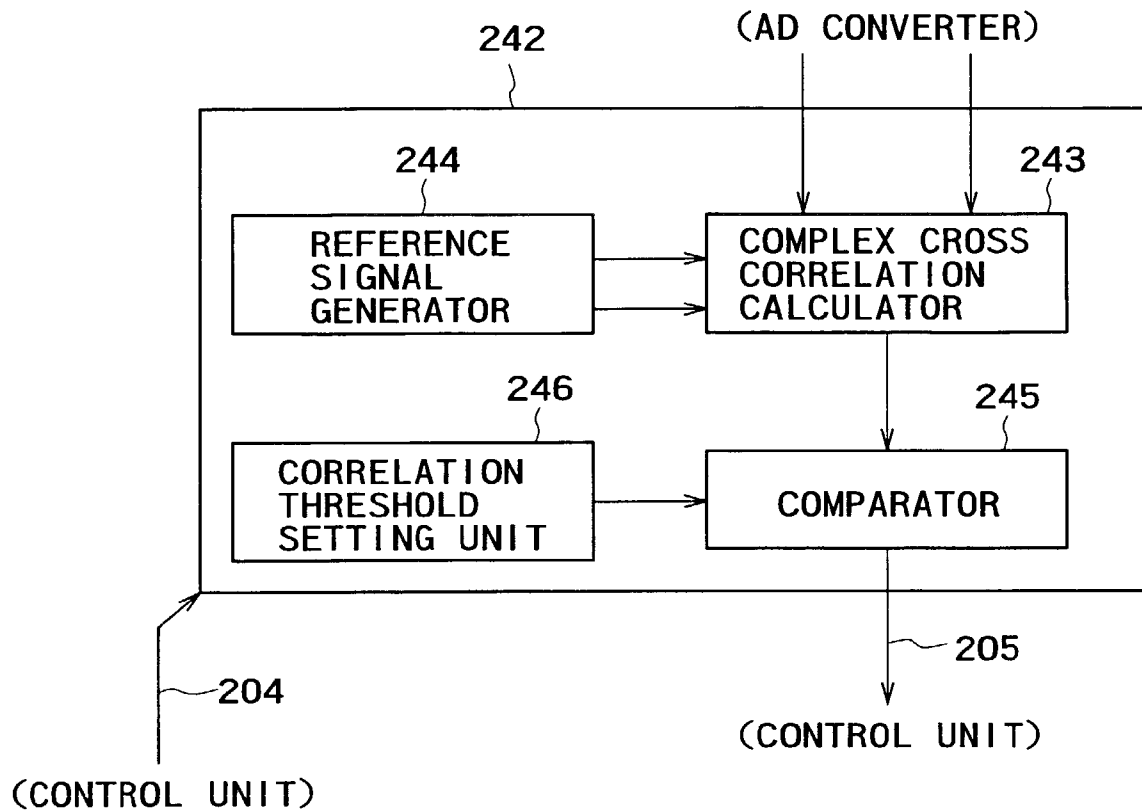 (AD CONVERTER)
242
244
243
REFERENCE
SIGNAL
GENERATOR
COMPLEX CROSS
CORRELATION
CALCULATOR
246
245
CORRELATION
THRESHOLD
SETTING UNIT
COMPARATOR
205
204
(CONTROL UNIT)
(CONTROL UNIT)